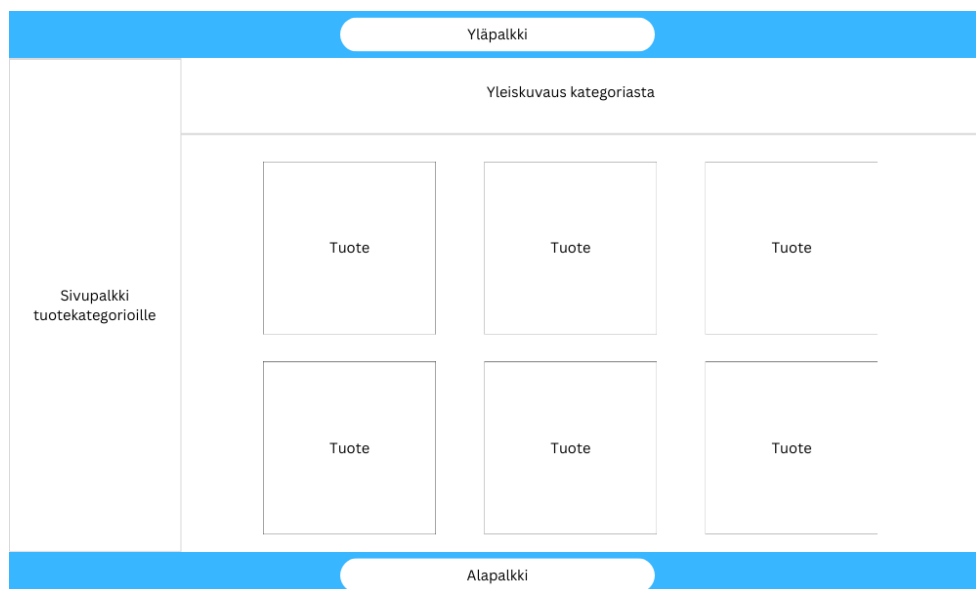 Yläpalkki
Yleiskuvaus kategoriasta
Sivupalkki
tuotekategorioille
Tuote
Tuote
Tuote
Tuote
Tuote
Tuote
Alapalkki